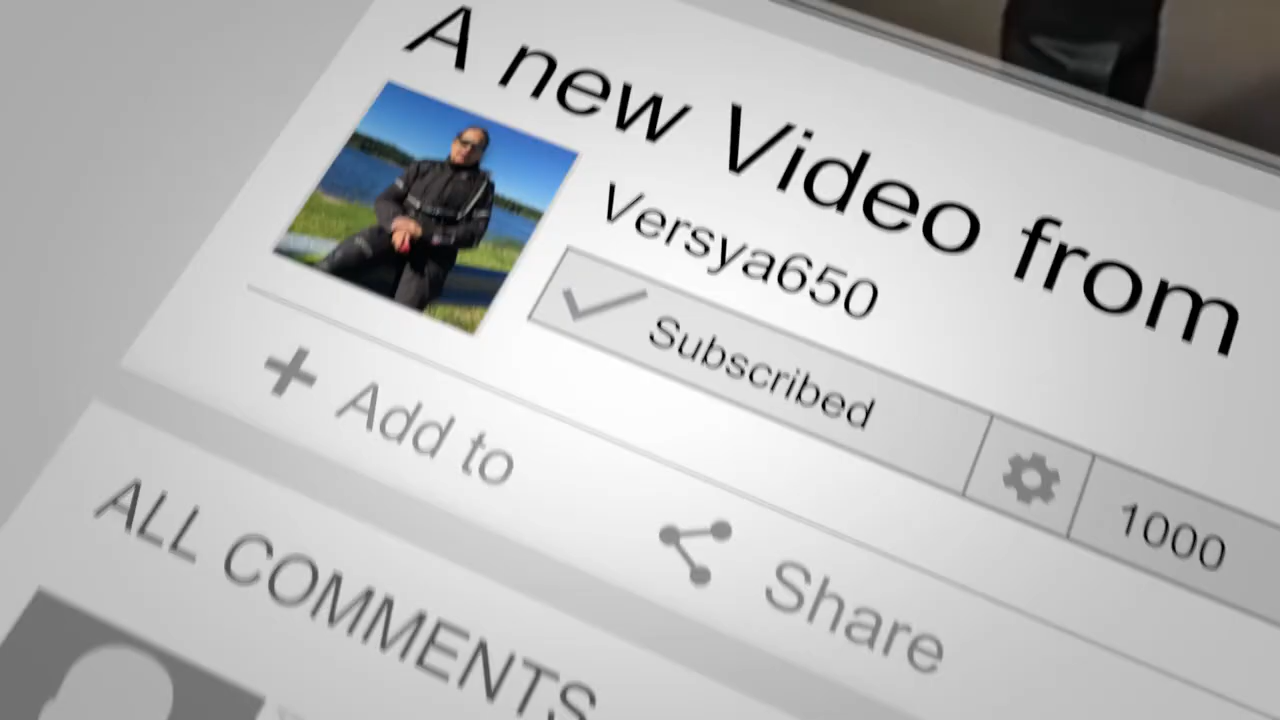 A new Video from
Versya650
Subscribed
1000
Add to
Share
ALL COMMENTS